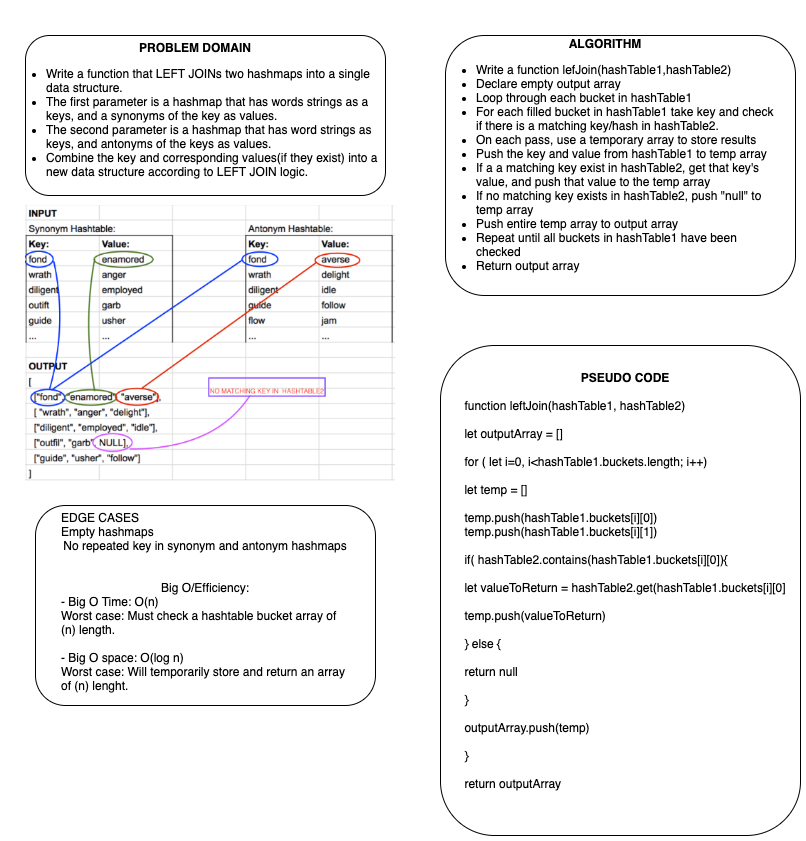 PROBLEM DOMAIN
• Write a function that LEFT JOINs two hashmaps into a single
data structure.
• The first parameter is a hashmap that has words strings as a
keys, and a synonyms of the key as values.
• The second parameter is a hashmap that has word strings as
keys, and antonyms of the keys as values.
• Combine the key and corresponding values(if they exist) into a
new data structure according to LEFT JOIN logic.
INPUT
Synonym Hashtable: Antonym Hashtable:
Key: Value: Key: Value:
fond enamored fond averse
wrath anger wrath delight
diligent employed diligent idle
outift garb guide follow
guide usher flow jam
... ... ... ...
OUTPUT
[
["fond", "enamored", "averse"],
[ "wrath", "anger", "delight"],
["diligent", "employed", "idle"],
["outfil", "garb", NULL],
["guide", "usher", "follow"]
]
NO MATCHING KEY IN HASHTABLE2
EDGE CASES
Empty hashmaps
No repeated key in synonym and antonym hashmaps
Big O/Efficiency:
- Big O Time: O(n)
Worst case: Must check a hashtable bucket array of
(n) length.
- Big O space: O(log n)
Worst case: Will temporarily store and return an array
of (n) lenght.
ALGORITHM
• Write a function lefJoin(hashTable1,hashTable2)
• Declare empty output array
• Loop through each bucket in hashTable1
• For each filled bucket in hashTable1 take key and check
if there is a matching key/hash in hashTable2.
• On each pass, use a temporary array to store results
• Push the key and value from hashTable1 to temp array
• If a a matching key exist in hashTable2, get that key's
value, and push that value to the temp array
• If no matching key exists in hashTable2, push "null" to
temp array
• Push entire temp array to output array
• Repeat until all buckets in hashTable1 have been
checked
• Return output array
PSEUDO CODE
function leftJoin(hashTable1, hashTable2)
let outputArray = []
for ( let i=0, i<hashTable1.buckets.length; i++)
let temp = []
temp.push(hashTable1.buckets[i][0])
temp.push(hashTable1.buckets[i][1])
if( hashTable2.contains(hashTable1.buckets[i][0]){
let valueToReturn = hashTable2.get(hashTable1.buckets[i][0]
temp.push(valueToReturn)
} else {
return null
}
outputArray.push(temp)
}
return outputArray